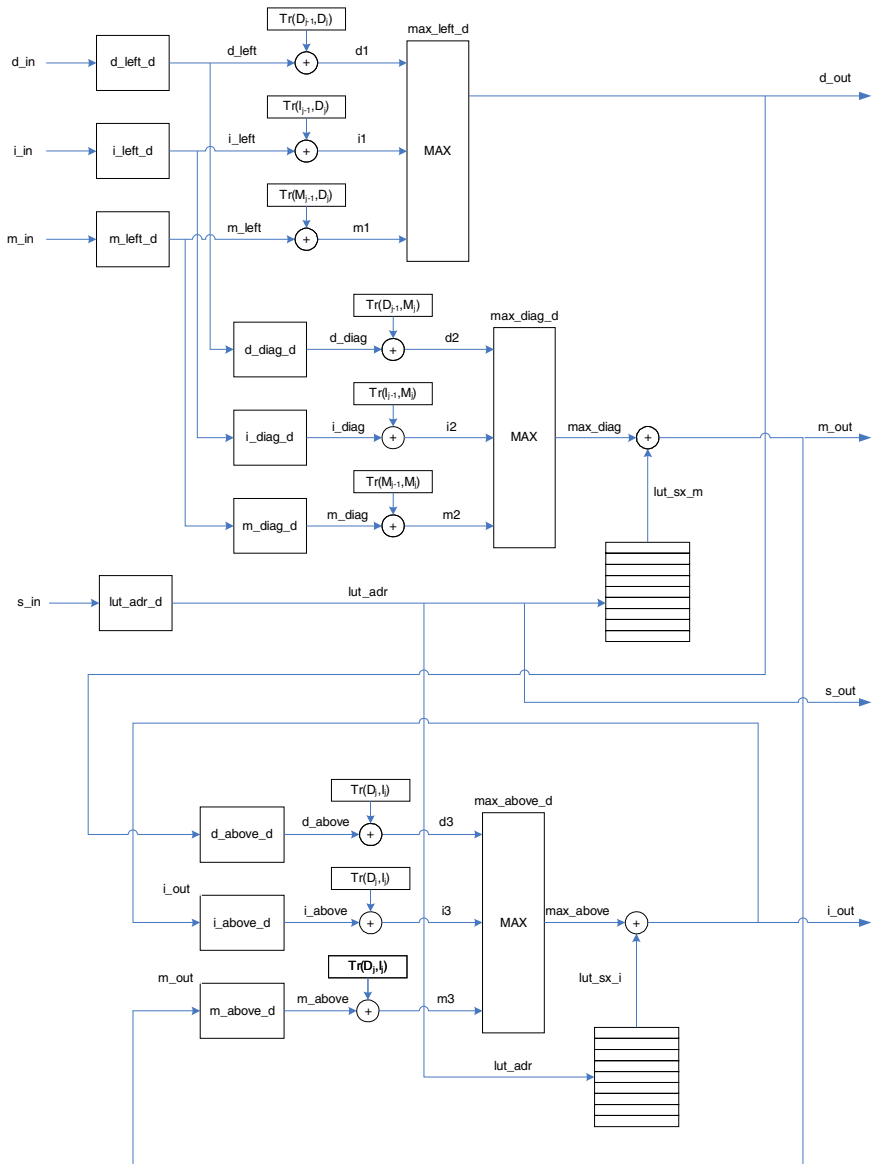 Tr(Dj-1,Dj)
max_left_d
d_in
d_left_d
d_left
d1
d_out
Tr(Ij-1,Dj)
i_in
i_left_d
i_left
i1
MAX
Tr(Mj-1,Dj)
m_in
m_left_d
m_left
m1
Tr(Dj-1,Mj)
max_diag_d
d_diag_d
d_diag
d2
Tr(Ij-1,Mj)
i_diag_d
i_diag
i2
MAX
max_diag
m_out
Tr(Mj-1,Mj)
lut_sx_m
m_diag_d
m_diag
m2
s_in
lut_adr_d
lut_adr
s_out
Tr(Dj,Ij)
max_above_d
d_above_d
d_above
d3
Tr(Dj,Ij)
i_out
i_above_d
i_above
i3
MAX
max_above
i_out
Tr(Dj,Ij)
m_out
lut_sx_i
m_above_d
m_above
m3
lut_adr